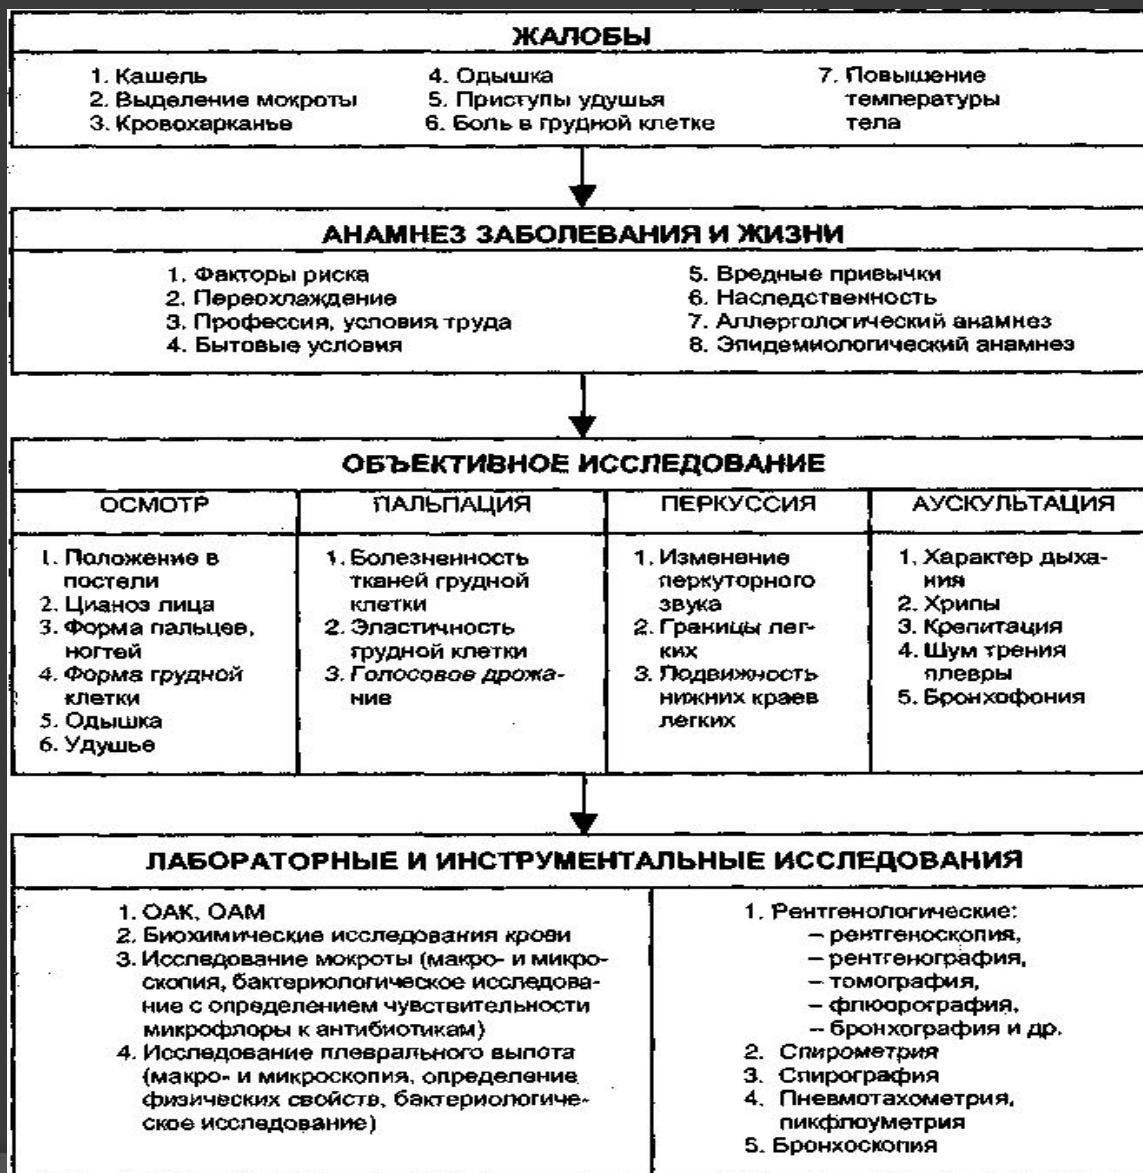 ЖАЛОБЫ
1. Кашель
2. Выделение мокроты
3. Кровохарканье
4. Одышка
5. Приступы удушья
6. Боль в грудной клетке
7. Повышение
температуры
тела
АНАМНЕЗ ЗАБОЛЕВАНИЯ И ЖИЗНИ
1. Факторы риска
2. Переохлаждение
3. Профессия, условия труда
4. Бытовые условия
5. Вредные привычки
6. Наследственность
7. Аллергологический анамнез
8. Эпидемиологический анамнез
ОБЪЕКТИВНОЕ ИССЛЕДОВАНИЕ
ОСМОТР
1. Положение в
постели
2. Цианоз лица
3. Форма пальцев,
ногтей
4. Форма грудной
клетки
5. Одышка
6. Удушье
ПАЛЬПАЦИЯ
1. Болезненность
тканей грудной
клетки
2. Эластичность
грудной клетки
3. Голосовое дрожа-
ние
ПЕРКУССИЯ
1. Изменение
перкуторного
звука
2. Границы лег-
ких
3. Подвижность
нижних краев
легких
АУСКУЛЬТАЦИЯ
1. Характер дыха-
ния
2. Хрипы
3. Крепитация
4. Шум трения
плевры
5. Бронхофония
ЛАБОРАТОРНЫЕ И ИНСТРУМЕНТАЛЬНЫЕ ИССЛЕДОВАНИЯ
1. ОАК, ОАМ
2. Биохимические исследования крови
3. Исследование мокроты (макро- и микро-
скопия, бактериологическое исследова-
ние с определением чувствительности
микрофлоры к антибиотикам)
4. Исследование плеврального выпота
(макро- и микроскопия, определение
физических свойств, бактериологиче-
ское исследование)
1. Рентгенологические:
– рентгеноскопия,
– рентгенография,
– томография,
– флюорография,
– бронхография и др.
2. Спирометрия
3. Спирография
4. Пневмотахометрия,
пикфлоуметрия
5. Бронхоскопия